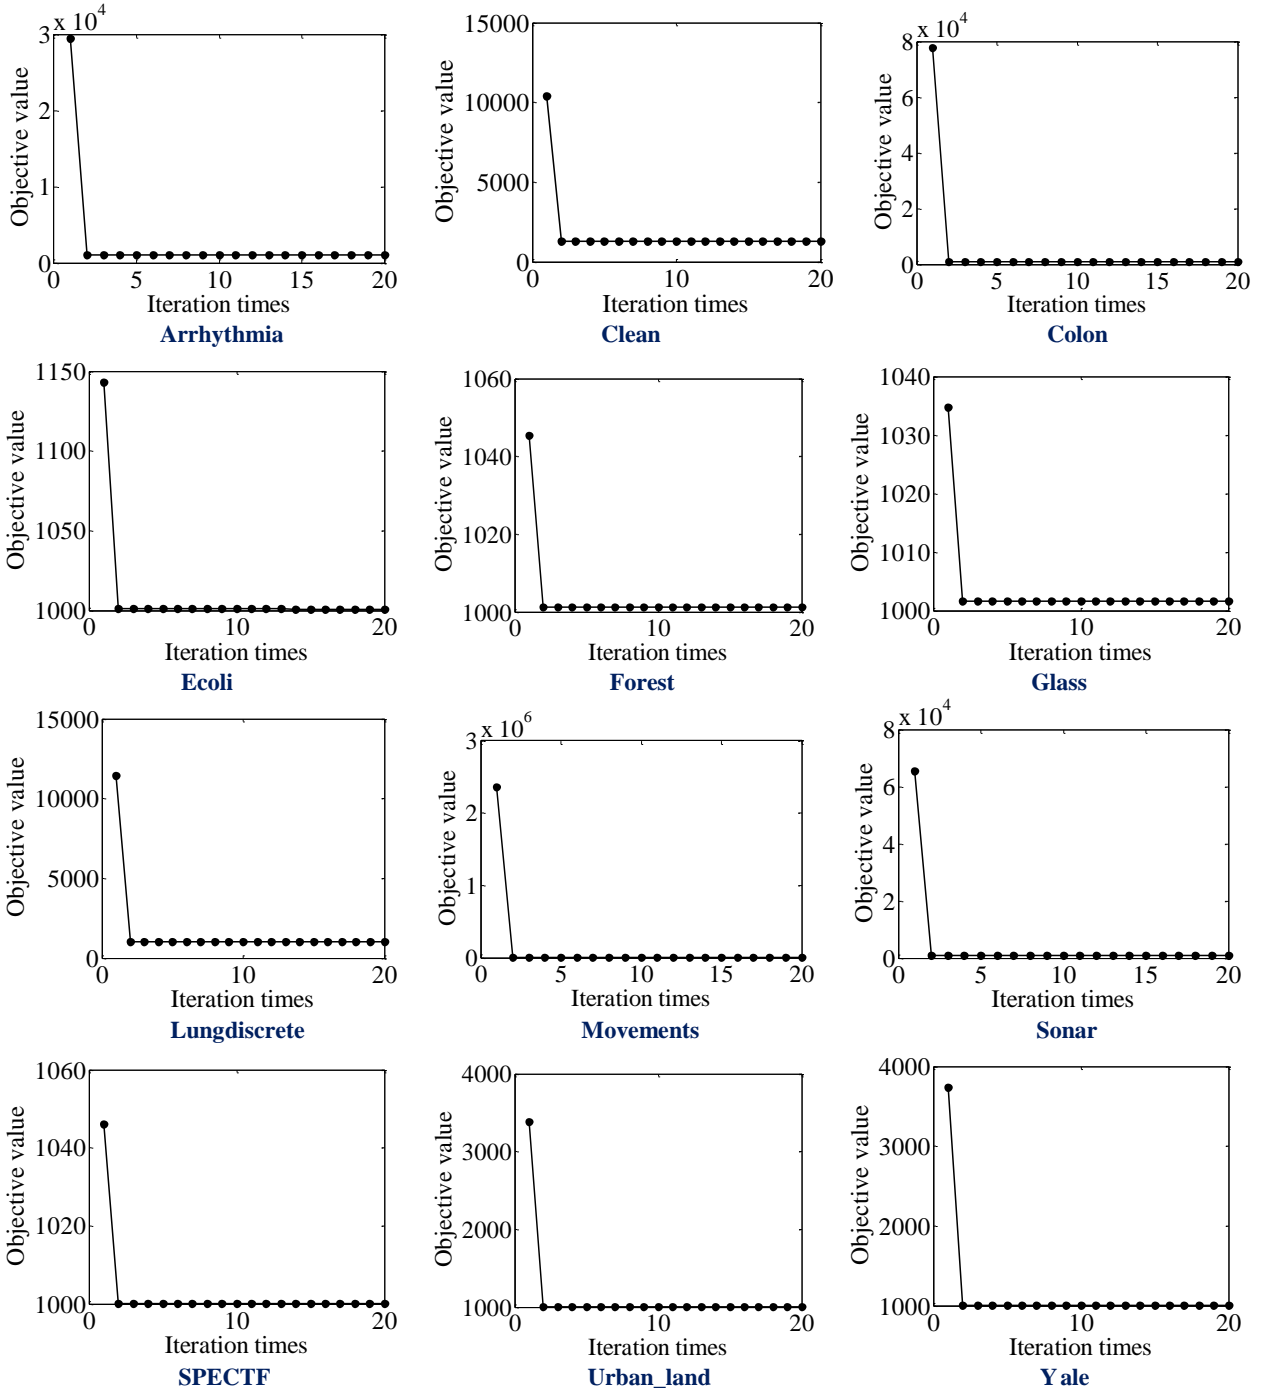 x 10^4
3
2
1
0
Objective value
0 5 10 15 20
Iteration times
Arrhythmia
15000
10000
5000
0
Objective value
0 10 20
Iteration times
Clean
x 10^4
8
6
4
2
0
Objective value
0 5 10 15 20
Iteration times
Colon
1150
1100
1050
1000
Objective value
0 10 20
Iteration times
Ecoli
1060
1040
1020
1000
Objective value
0 10 20
Iteration times
Forest
1040
1030
1020
1010
1000
Objective value
0 10 20
Iteration times
Glass
15000
10000
5000
0
Objective value
0 10 20
Iteration times
Lungdiscrete
x 10^6
3
2
1
0
Objective value
0 5 10 15 20
Iteration times
Movements
x 10^4
8
6
4
2
0
Objective value
0 5 10 15 20
Iteration times
Sonar
1060
1040
1020
1000
Objective value
0 10 20
Iteration times
SPECTF
4000
3000
2000
1000
Objective value
0 10 20
Iteration times
Urban_land
4000
3000
2000
1000
Objective value
0 10 20
Iteration times
Yale